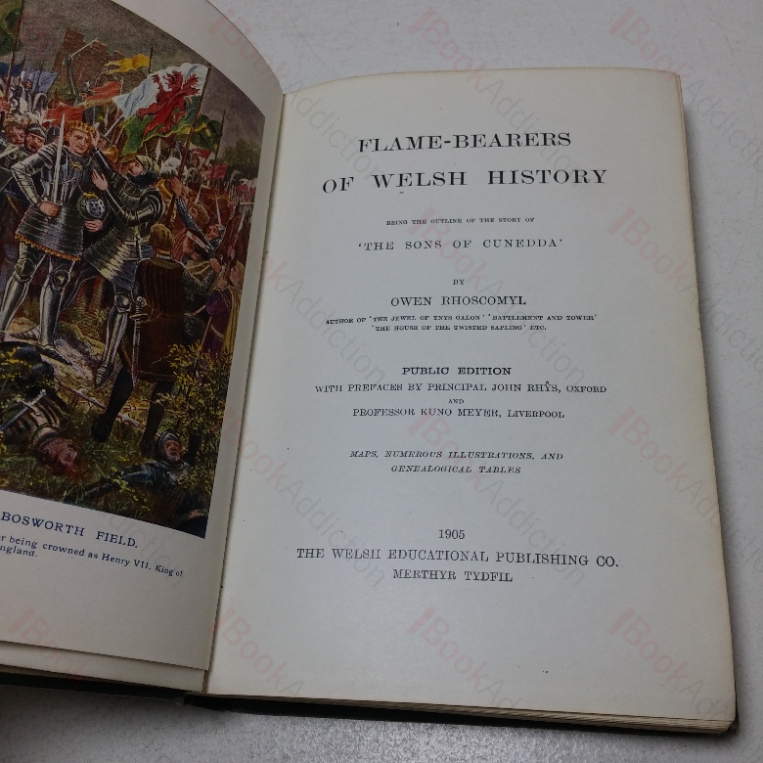 BOSWORTH FIELD.
being crowned as Henry VII, King of
England.
FLAME-BEARERS
OF WELSH HISTORY
BEING THE OUTLINE OF THE STORY OF
'THE SONS OF CUNEDDA'
BY
OWEN RHOSCOMYL
AUTHOR OF 'THE JEWEL OF YNYS GALON' 'BATTLEMENT AND TOWER'
'THE HOUSE OF THE TWISTED SAPLING' ETC.
PUBLIC EDITION
WITH PREFACES BY PRINCIPAL JOHN RHŶS, OXFORD
AND
PROFESSOR KUNO MEYER, LIVERPOOL
MAPS, NUMEROUS ILLUSTRATIONS, AND
GENEALOGICAL TABLES
1905
THE WELSH EDUCATIONAL PUBLISHING CO.
MERTHYR TYDFIL
BookAddiction